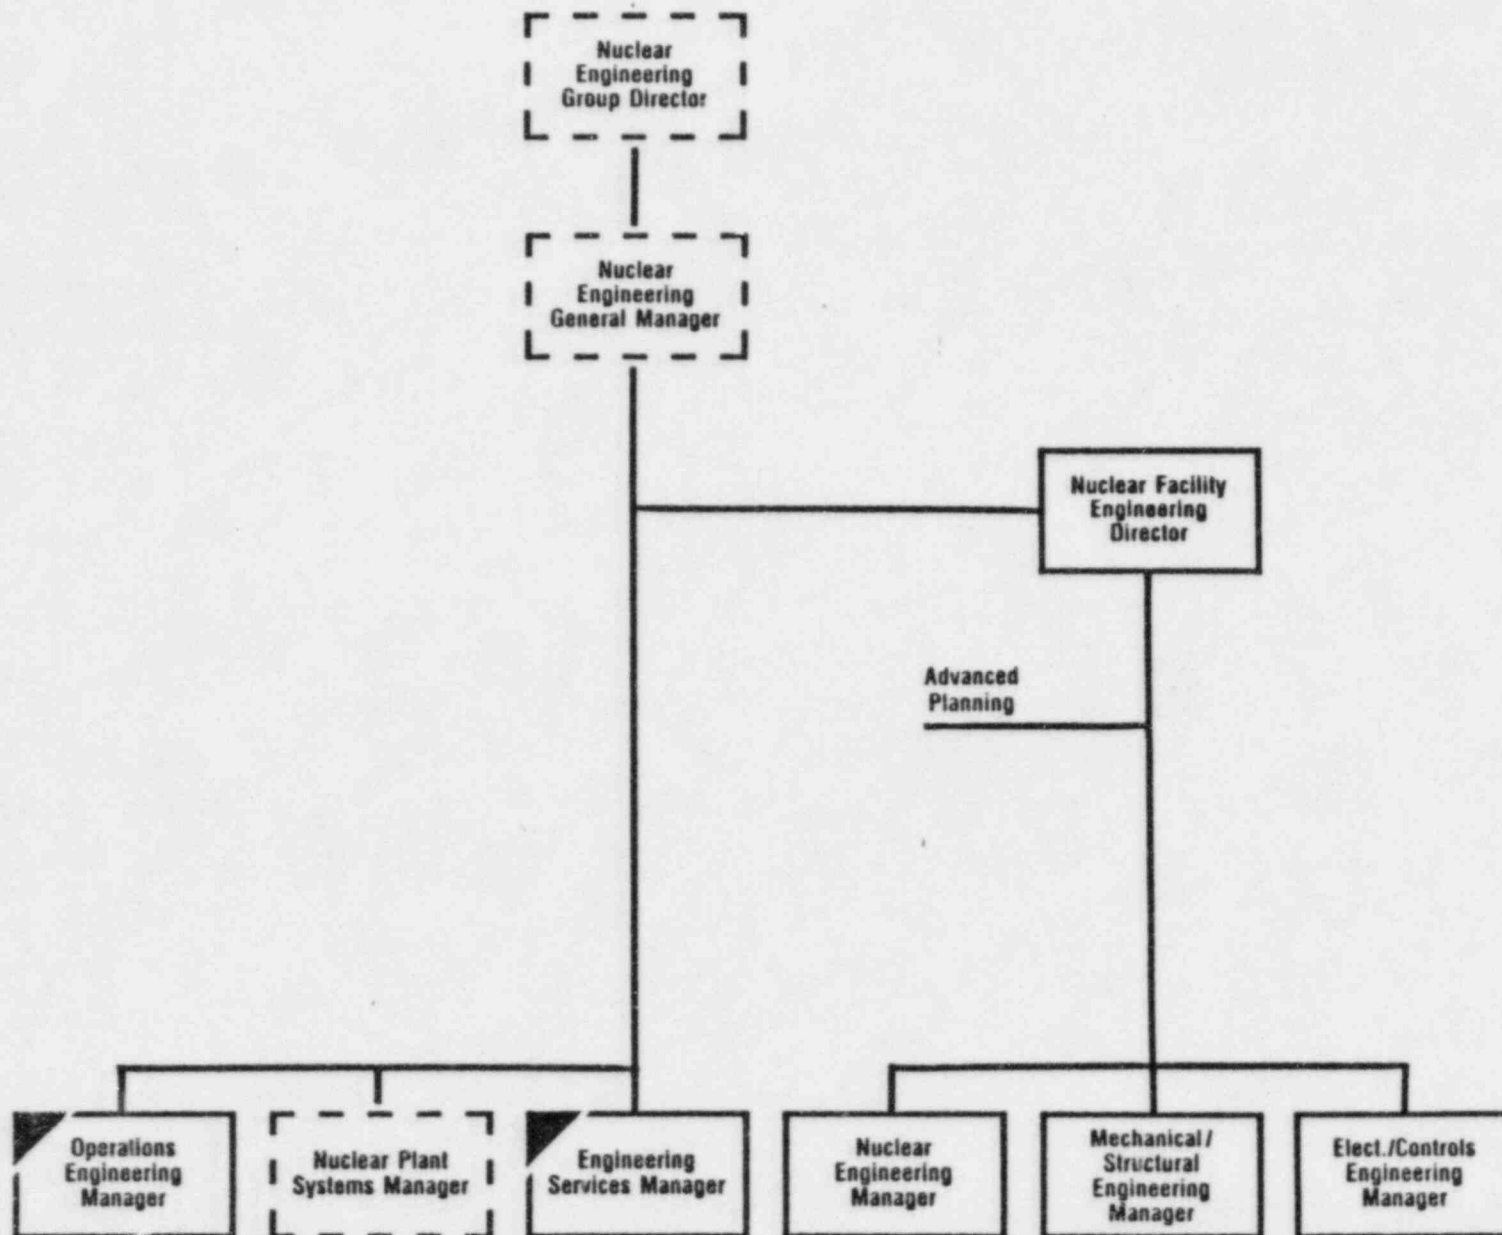 Nuclear
Engineering
Group Director
Nuclear
Engineering
General Manager
Nuclear Facility
Engineering
Director
Advanced
Planning
Operations
Engineering
Manager
Nuclear Plant
Systems Manager
Engineering
Services Manager
Nuclear
Engineering
Manager
Mechanical/
Structural
Engineering
Manager
Elect./Controls
Engineering
Manager